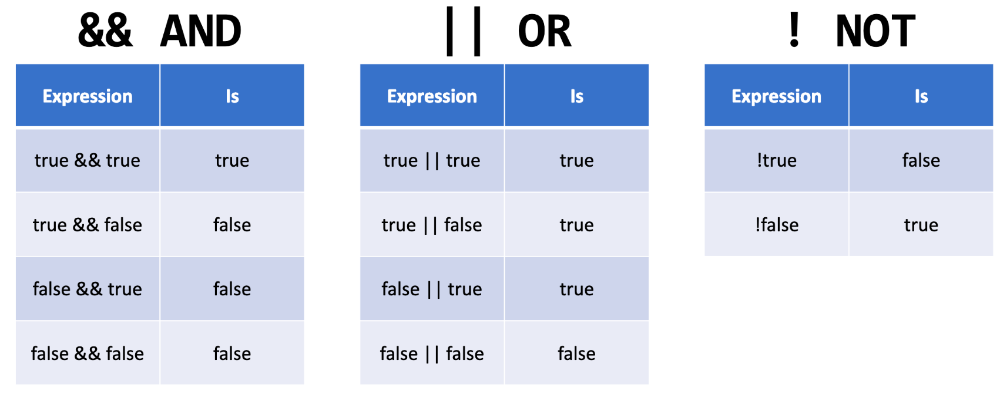 && AND
Expression Is
true && true true
true && false false
false && true false
false && false false
|| OR
Expression Is
true || true true
true || false true
false || true true
false || false false
! NOT
Expression Is
!true false
!false true